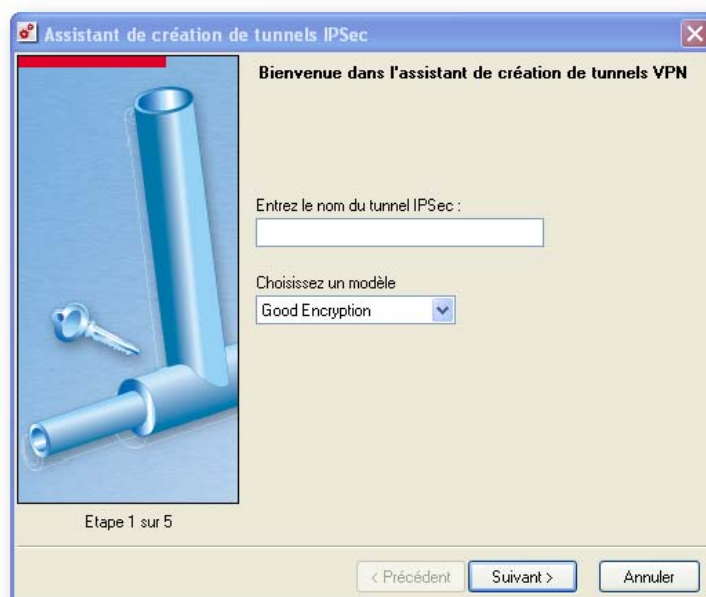 Assistant de création de tunnels IPSec
Bienvenue dans l'assistant de création de tunnels VPN
Entrez le nom du tunnel IPSec :
Choisissez un modèle
Good Encryption
Etape 1 sur 5
< Précédent
Suivant >
Annuler